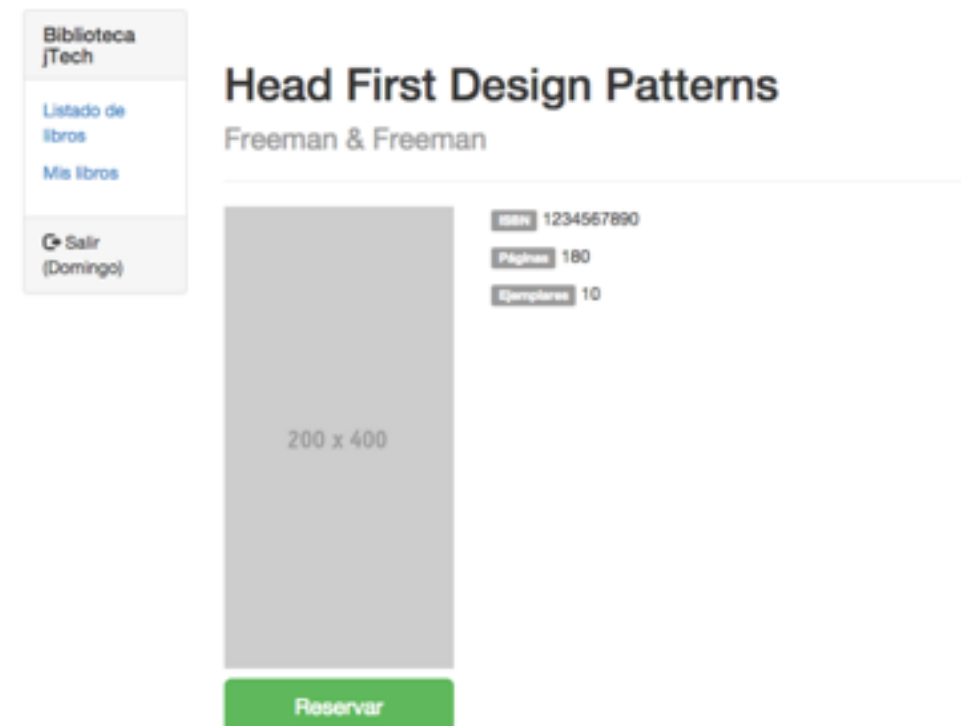 Biblioteca
jTech
Listado de
libros
Mis libros
Salir
(Domingo)
Head First Design Patterns
Freeman & Freeman
ISBN 1234567890
Páginas 180
Ejemplares 10
200 x 400
Reservar